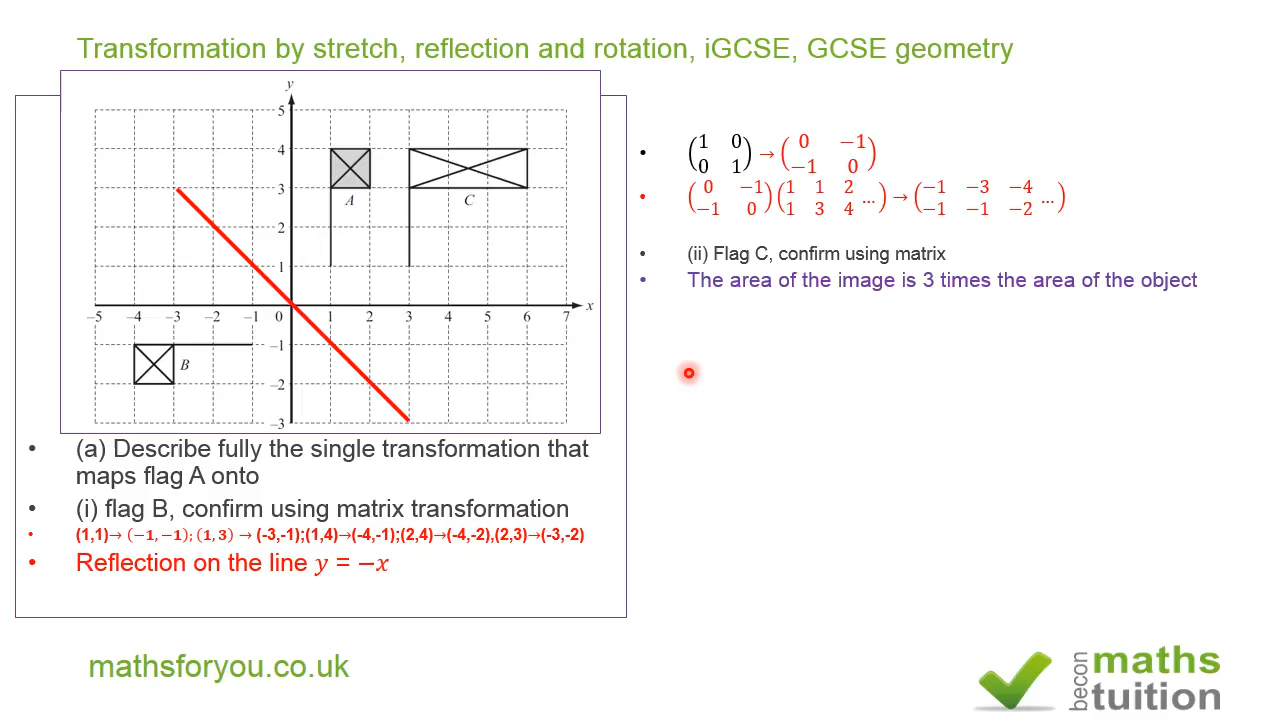 Transformation by stretch, reflection and rotation, iGCSE, GCSE geometry
y
5
4
3
2
1
A
C
–5 –4 –3 –2 –1 0 1 2 3 4 5 6 7 x
–1
–2
–3
B
• (a) Describe fully the single transformation that
maps flag A onto
• (i) flag B, confirm using matrix transformation
• (1,1)→ (−1, −1); (1, 3) → (-3,-1);(1,4)→(-4,-1);(2,4)→(-4,-2),(2,3)→(-3,-2)
• Reflection on the line y = −x
• (1 0 0 1) → (0 −1 −1 0)
• (0 −1 −1 0)(1 1 2 1 3 4 ...) → (−1 −3 −4 −1 −1 −2 ...)
• (ii) Flag C, confirm using matrix
• The area of the image is 3 times the area of the object
mathsforyou.co.uk
becon
maths
tuition